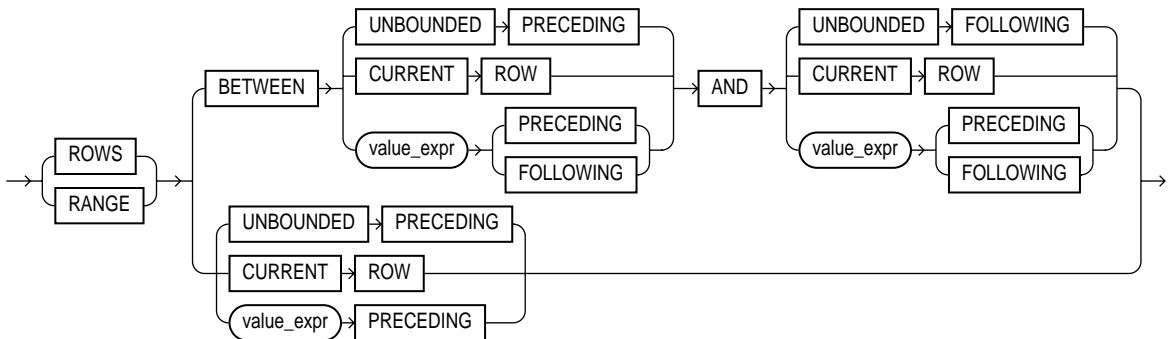 UNBOUNDED PRECEDING UNBOUNDED FOLLOWING
CURRENT ROW CURRENT ROW
BETWEEN AND
value_expr PRECEDING FOLLOWING value_expr PRECEDING FOLLOWING
ROWS
RANGE
UNBOUNDED PRECEDING
CURRENT ROW
value_expr PRECEDING